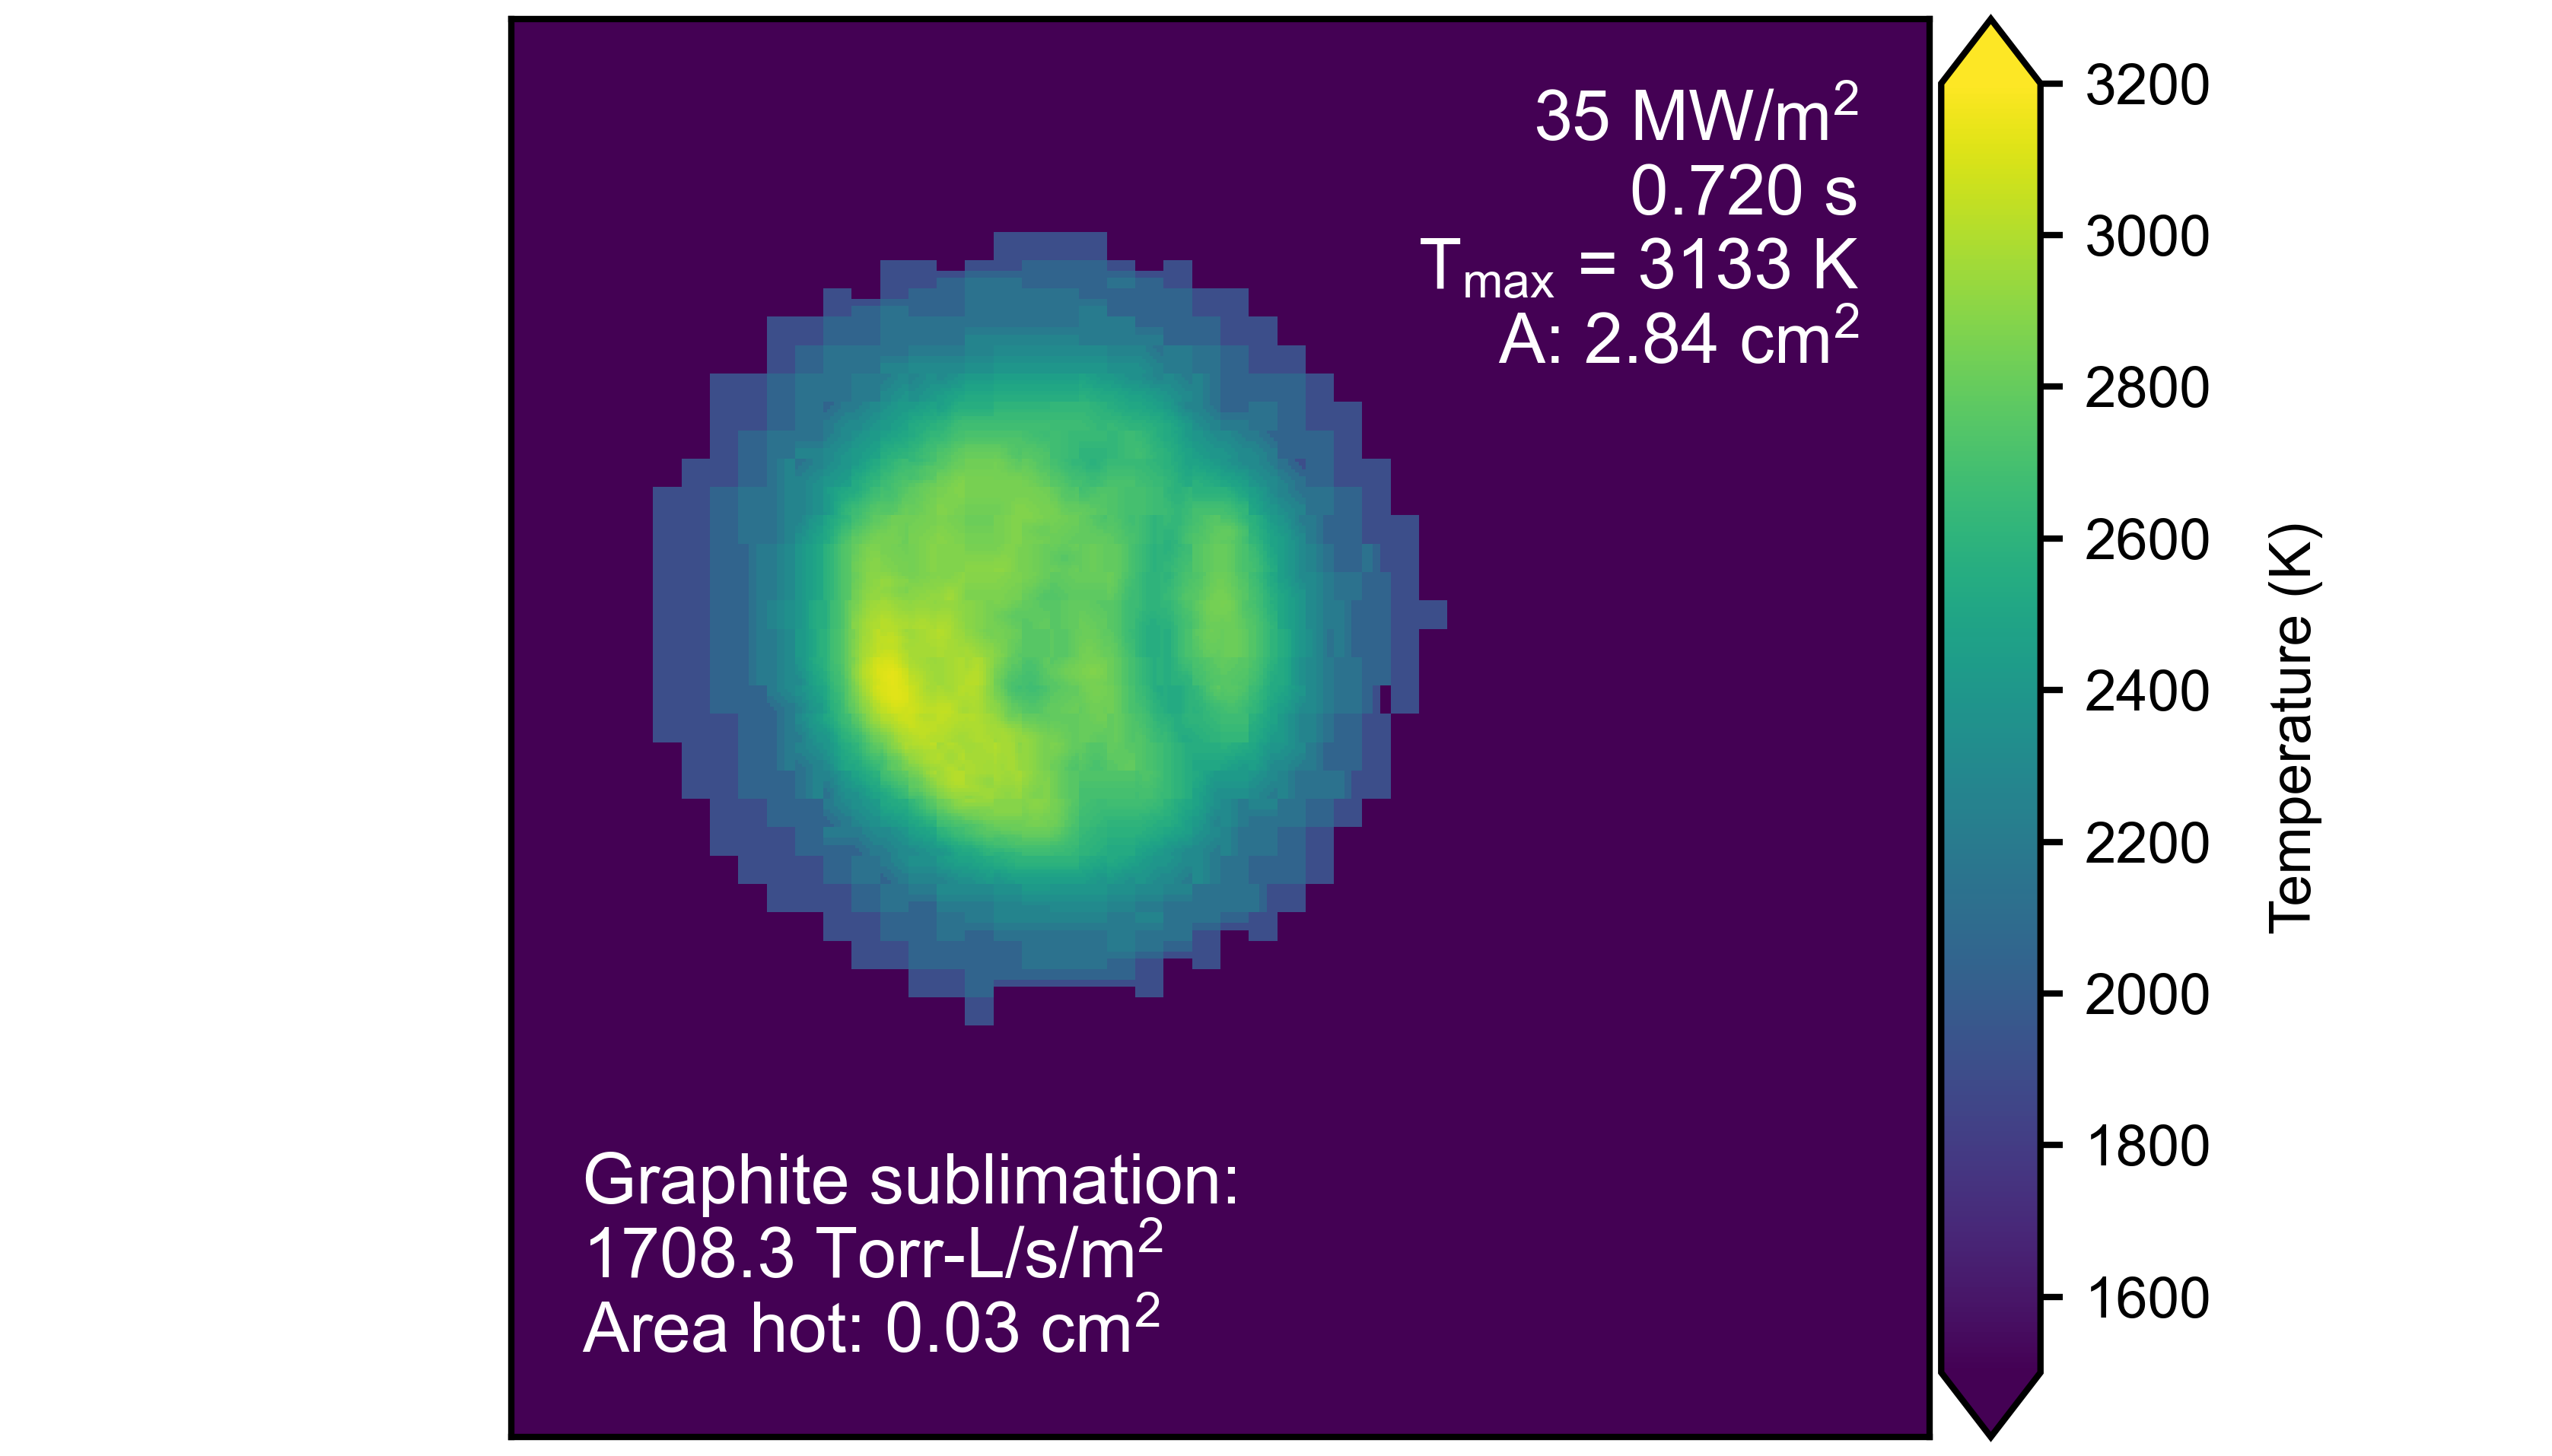 35 MW/m²
0.720 s
Tmax = 3133 K
A: 2.84 cm²
Graphite sublimation:
1708.3 Torr-L/s/m²
Area hot: 0.03 cm²
3200
3000
2800
2600
2400
2200
2000
1800
1600
Temperature (K)